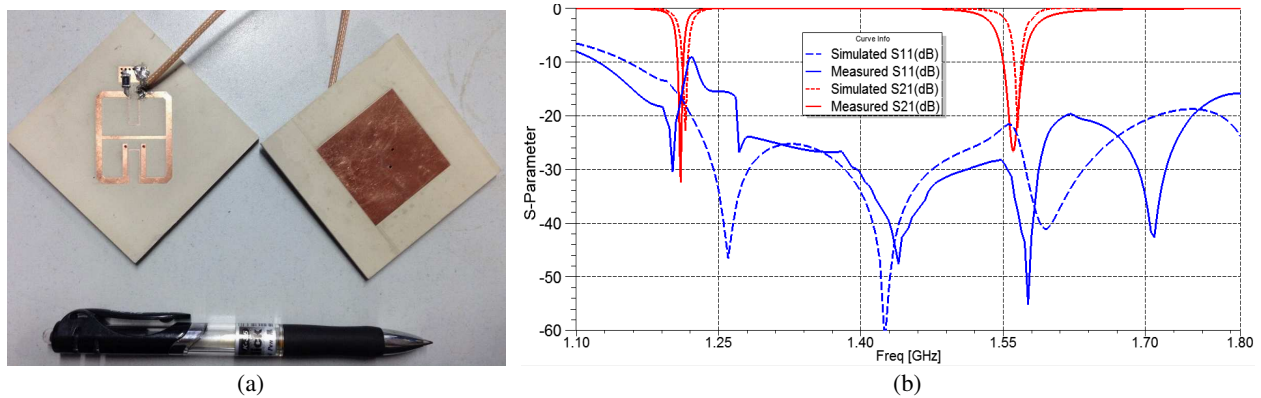 0
-10
-20
-30
-40
-50
-60
S-Parameter
Curve Info
Simulated S11(dB)
Measured S11(dB)
Simulated S21(dB)
Measured S21(dB)
1.10
1.25
1.40
1.55
1.70
1.80
Freq [GHz]
(a)
(b)